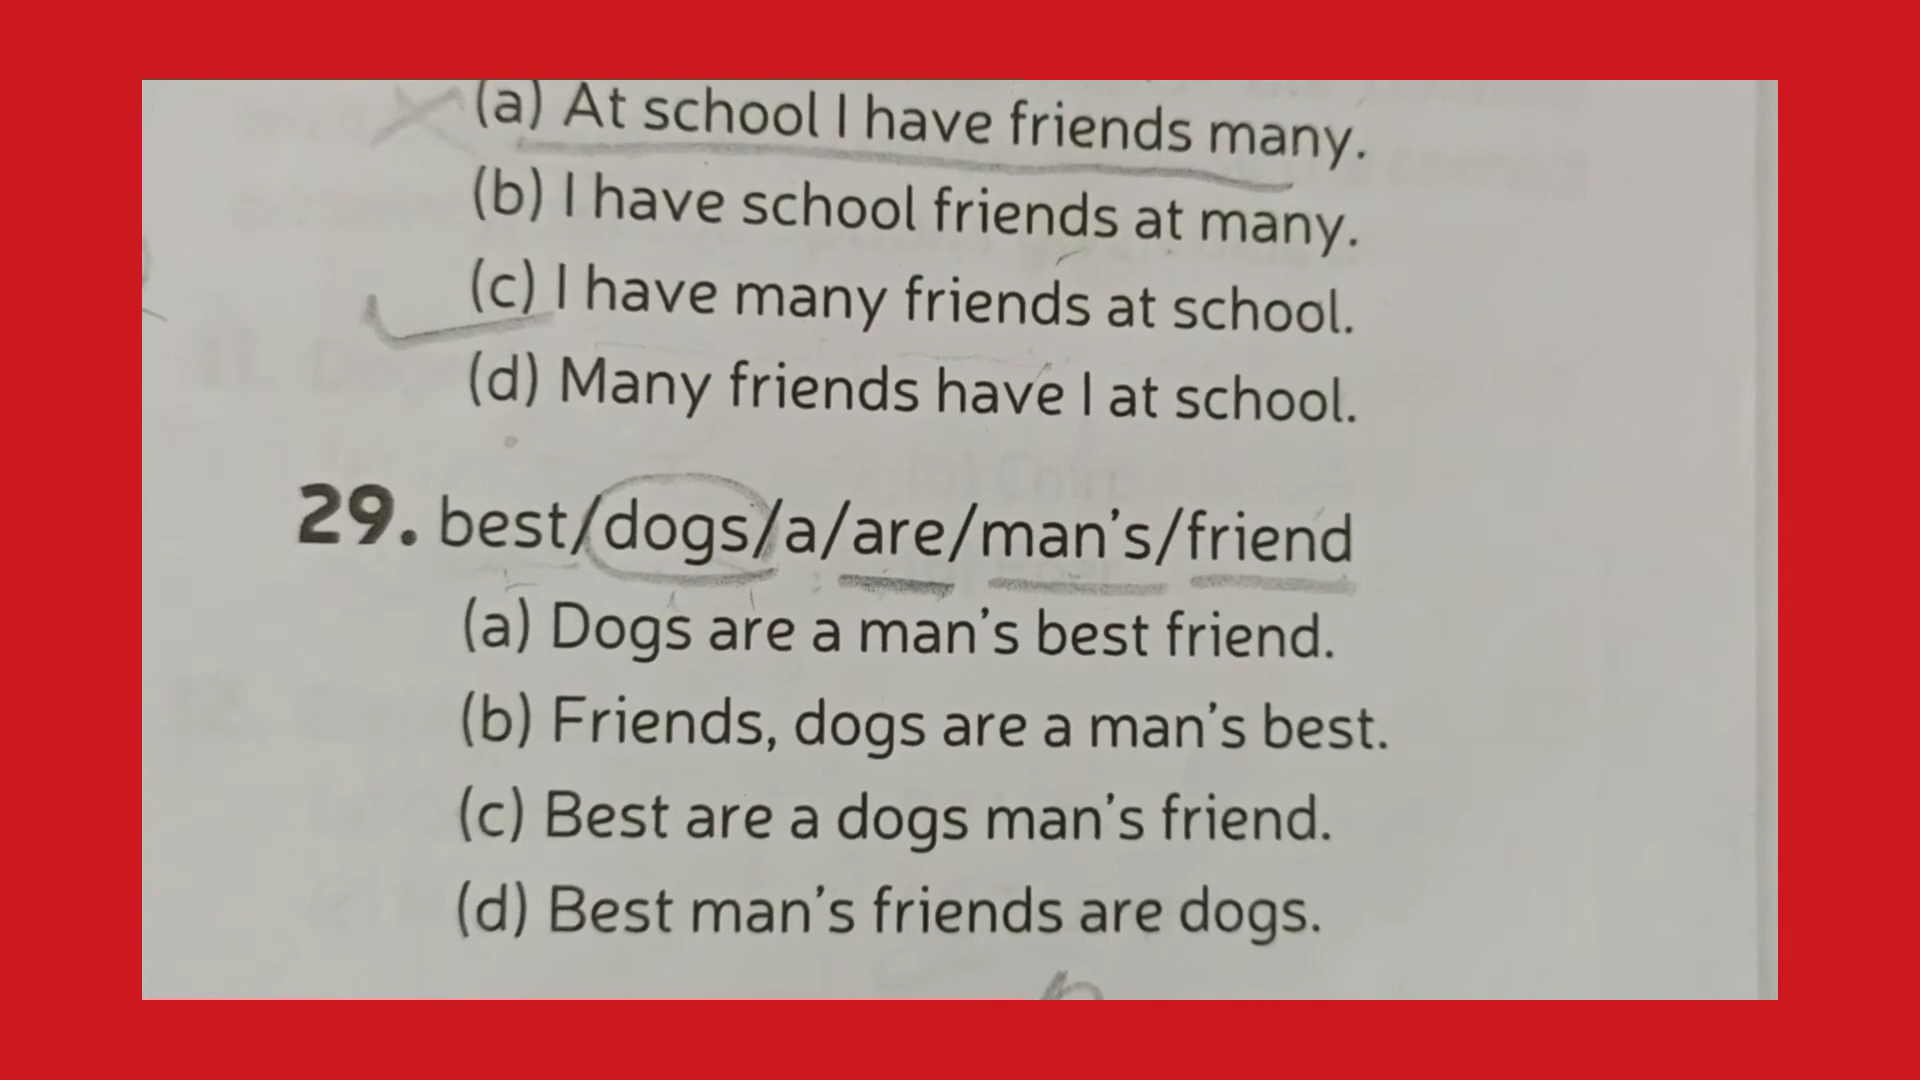 (a) At school I have friends many.
(b) I have school friends at many.
(c) I have many friends at school.
(d) Many friends have I at school.
29. best/dogs/a/are/man's/friend
(a) Dogs are a man's best friend.
(b) Friends, dogs are a man's best.
(c) Best are a dogs man's friend.
(d) Best man's friends are dogs.